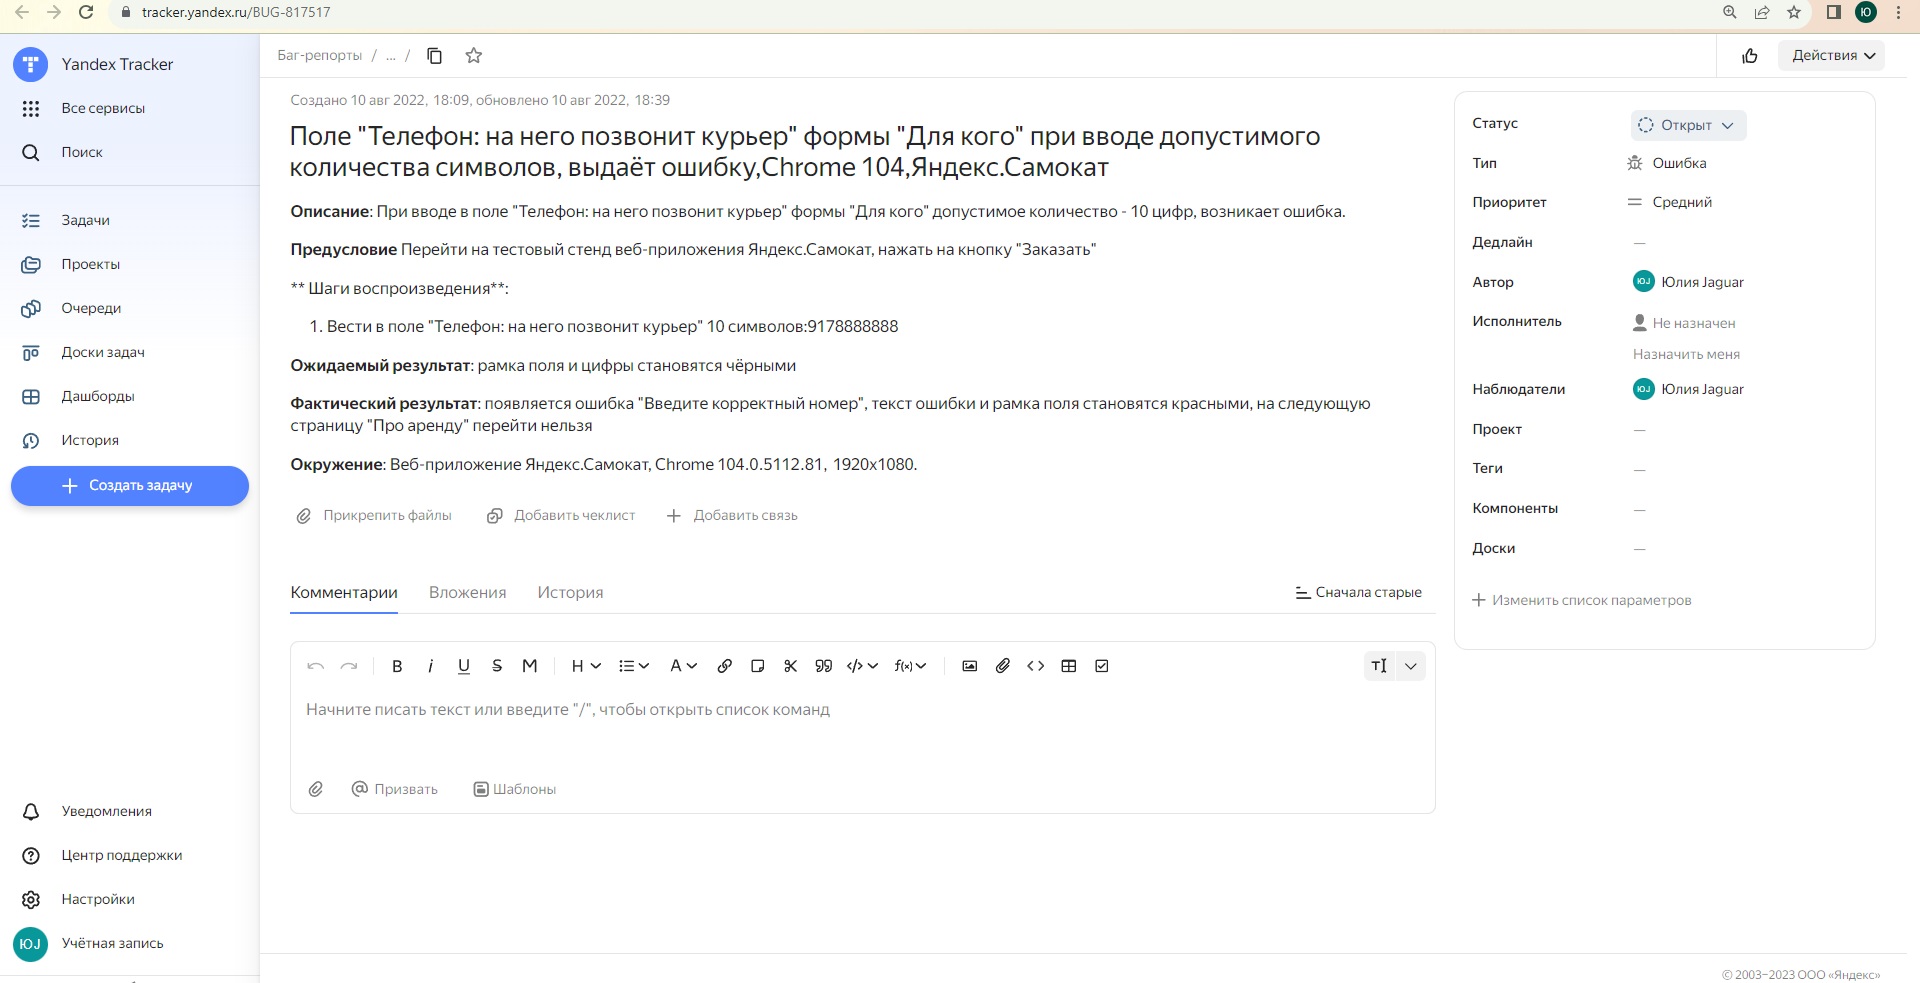 tracker.yandex.ru/BUG-817517
Ю
Yandex Tracker
Все сервисы
Поиск
Задачи
Проекты
Очереди
Доски задач
Дашборды
История
Создать задачу
Уведомления
Центр поддержки
Настройки
ЮJ Учётная запись
Баг-репорты / ... /
Действия
Создано 10 авг 2022, 18:09, обновлено 10 авг 2022, 18:39
Поле "Телефон: на него позвонит курьер" формы "Для кого" при вводе допустимого
количества символов, выдаёт ошибку,Chrome 104,Яндекс.Самокат
Описание: При вводе в поле "Телефон: на него позвонит курьер" формы "Для кого" допустимое количество - 10 цифр, возникает ошибка.
Предусловие Перейти на тестовый стенд веб-приложения Яндекс.Самокат, нажать на кнопку "Заказать"
** Шаги воспроизведения**:
1. Вести в поле "Телефон: на него позвонит курьер" 10 символов:9178888888
Ожидаемый результат: рамка поля и цифры становятся чёрными
Фактический результат: появляется ошибка "Введите корректный номер", текст ошибки и рамка поля становятся красными, на следующую
страницу "Про аренду" перейти нельзя
Окружение: Веб-приложение Яндекс.Самокат, Chrome 104.0.5112.81, 1920x1080.
Прикрепить файлы Добавить чеклист Добавить связь
Комментарии Вложения История Сначала старые
B i U S M H A f(x) TI
Начните писать текст или введите "/", чтобы открыть список команд
Призвать Шаблоны
Статус Открыт
Тип Ошибка
Приоритет Средний
Дедлайн —
Автор ЮJ Юлия Jaguar
Исполнитель Не назначен
Назначить меня
Наблюдатели ЮJ Юлия Jaguar
Проект —
Теги —
Компоненты —
Доски —
Изменить список параметров
© 2003–2023 ООО «Яндекс»